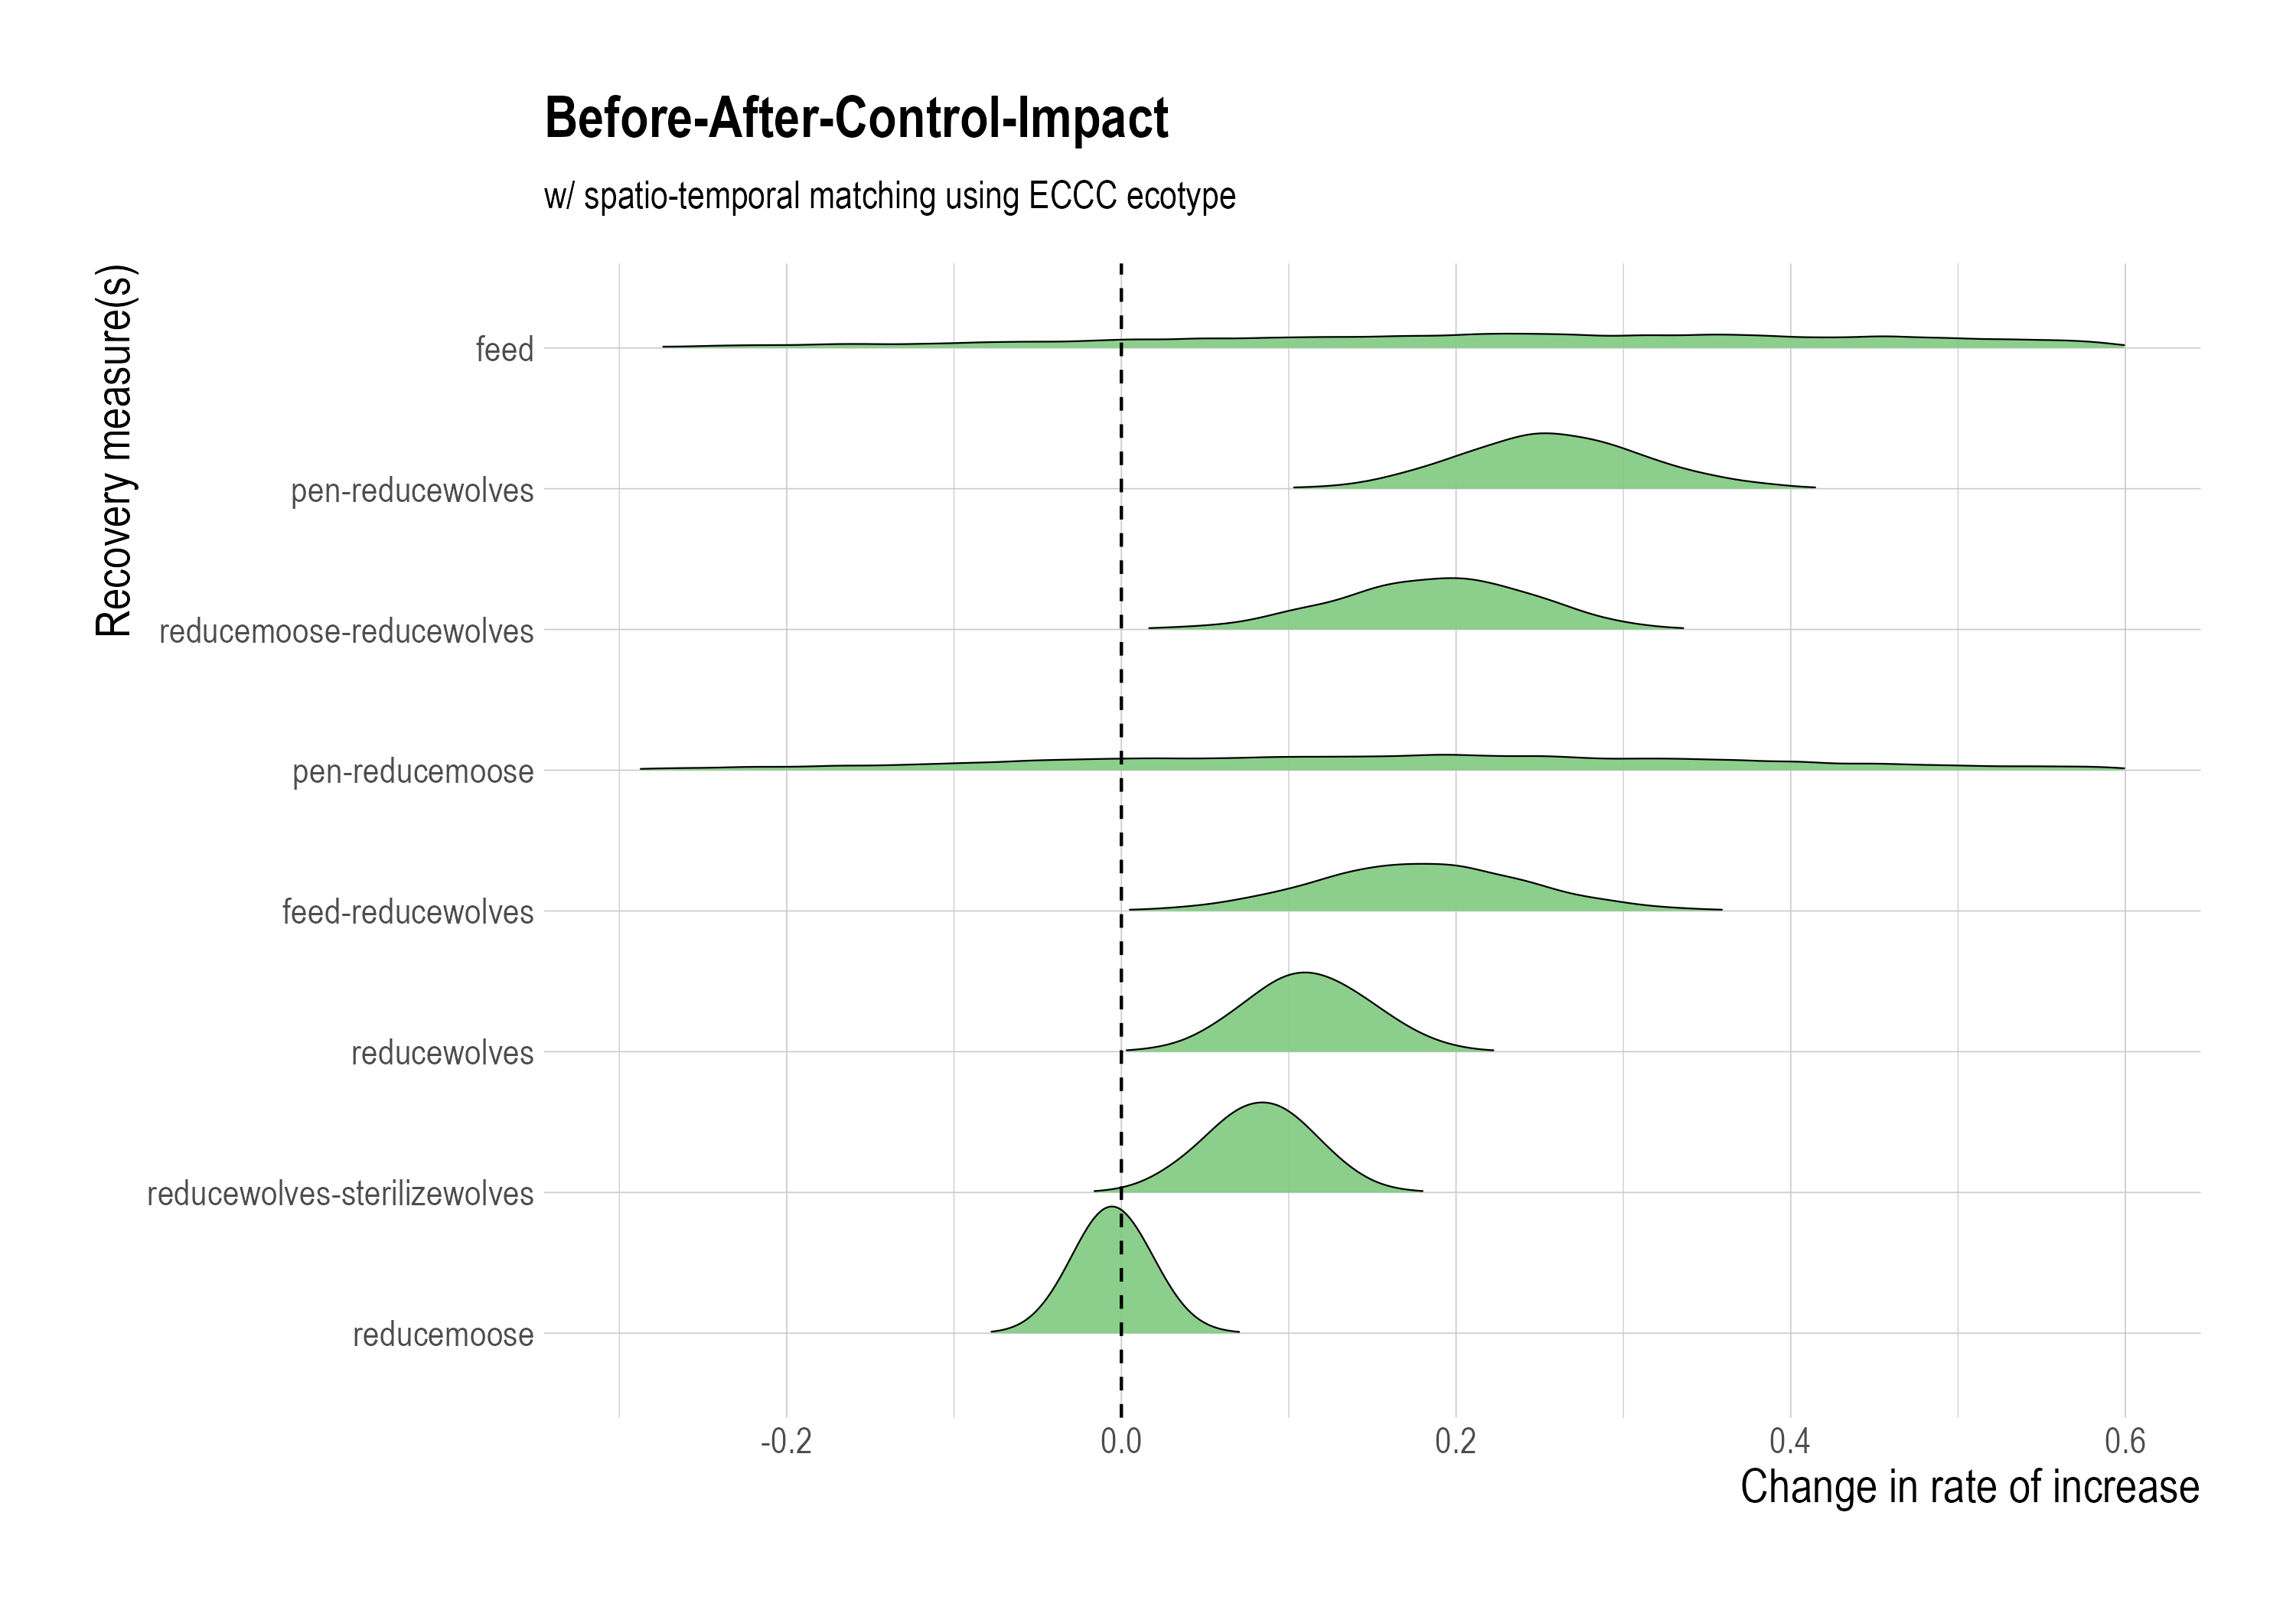 Before-After-Control-Impact
w/ spatio-temporal matching using ECCC ecotype
Recovery measure(s)
feed
pen-reducewolves
reducemoose-reducewolves
pen-reducemoose
feed-reducewolves
reducewolves
reducewolves-sterilizewolves
reducemoose
-0.2 0.0 0.2 0.4 0.6
Change in rate of increase